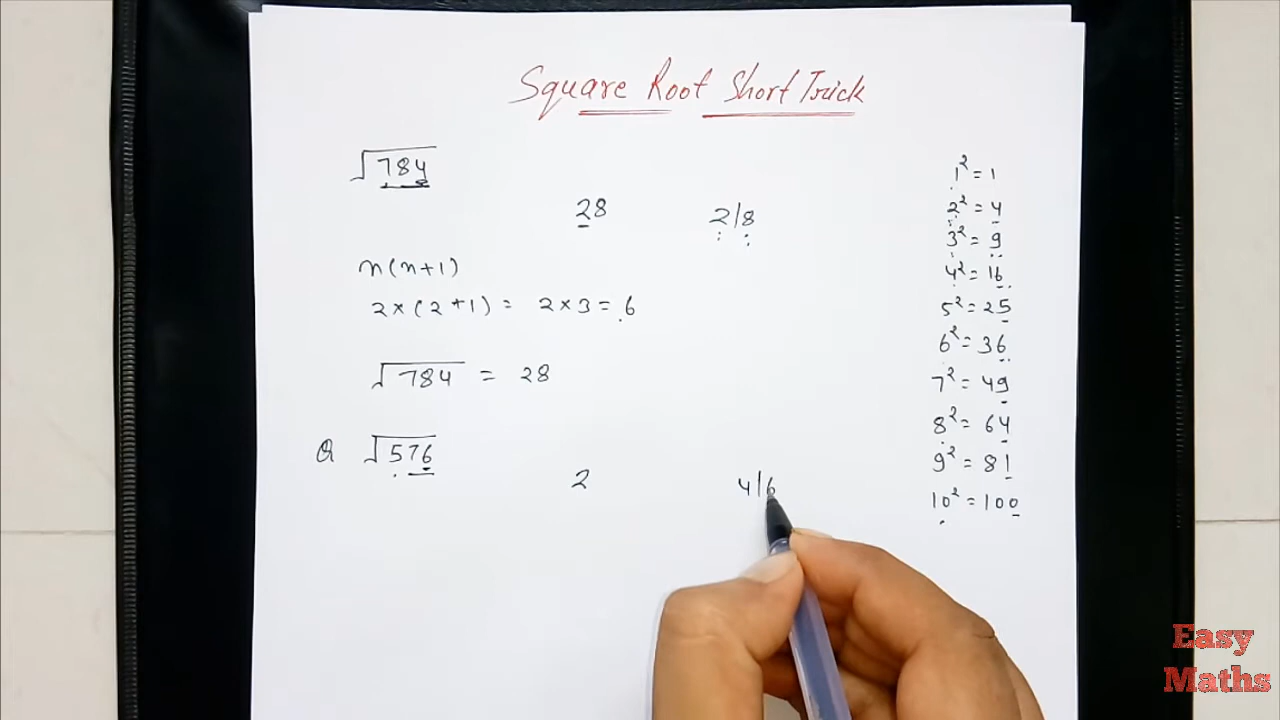 Square Root Short Trick
√784
28 2/8
n(n+1)
2×(2+1) = 2×3 = 6
√784 = 28
Q √576
2 4/6
1² = 1
2² = 4
3² = 9
4² = 16
5² = 25
6² = 36
7² = 49
8² = 64
9² = 81
10² = 100
Easy
Maths